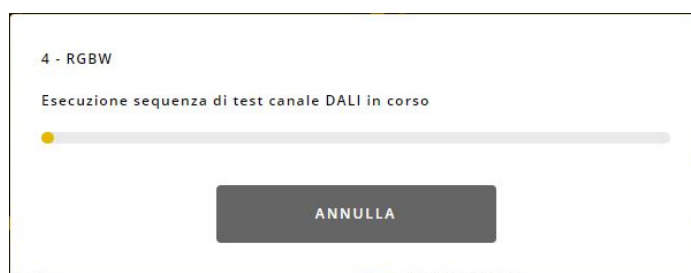 4 - RGBW
Esecuzione sequenza di test canale DALI in corso
ANNULLA